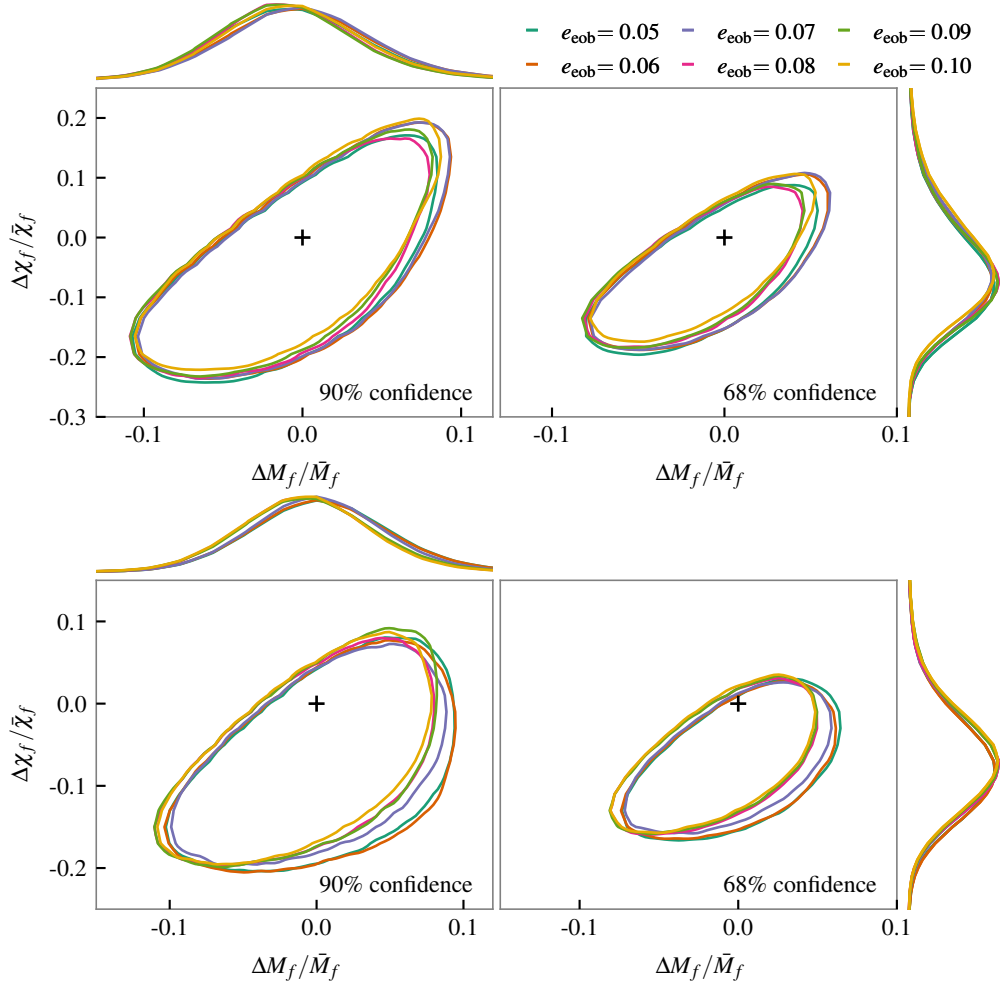 e_eob = 0.05 e_eob = 0.07 e_eob = 0.09
e_eob = 0.06 e_eob = 0.08 e_eob = 0.10
0.2
0.1
0.0
-0.1
-0.2
-0.3
Δχ_f/χ̄_f
90% confidence
68% confidence
-0.1 0.0 0.1
-0.1 0.0 0.1
ΔM_f/M̄_f
ΔM_f/M̄_f
0.1
0.0
-0.1
-0.2
Δχ_f/χ̄_f
90% confidence
68% confidence
-0.1 0.0 0.1
-0.1 0.0 0.1
ΔM_f/M̄_f
ΔM_f/M̄_f